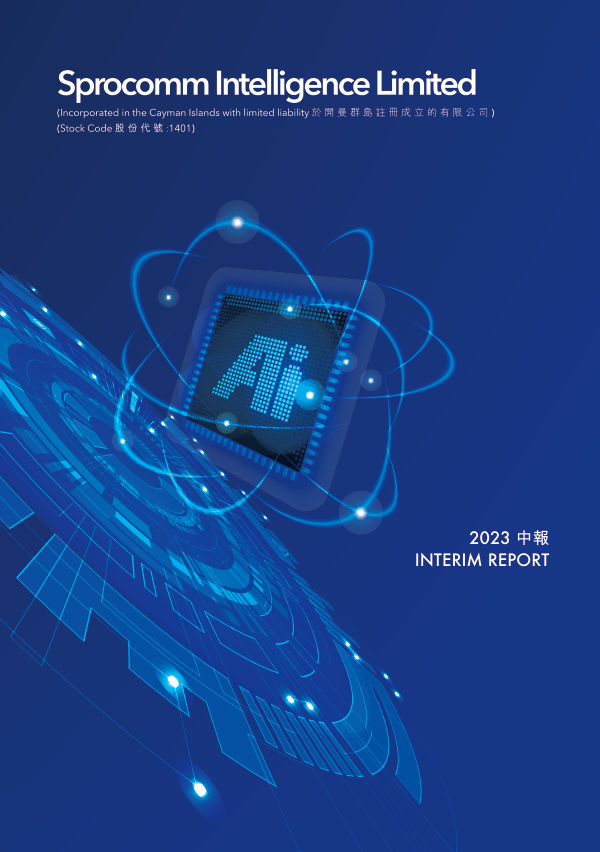 Sprocomm Intelligence Limited
(Incorporated in the Cayman Islands with limited liability 於開曼群島註冊成立的有限公司)
(Stock Code 股份代號 :1401)
Ai
2023 中報
INTERIM REPORT